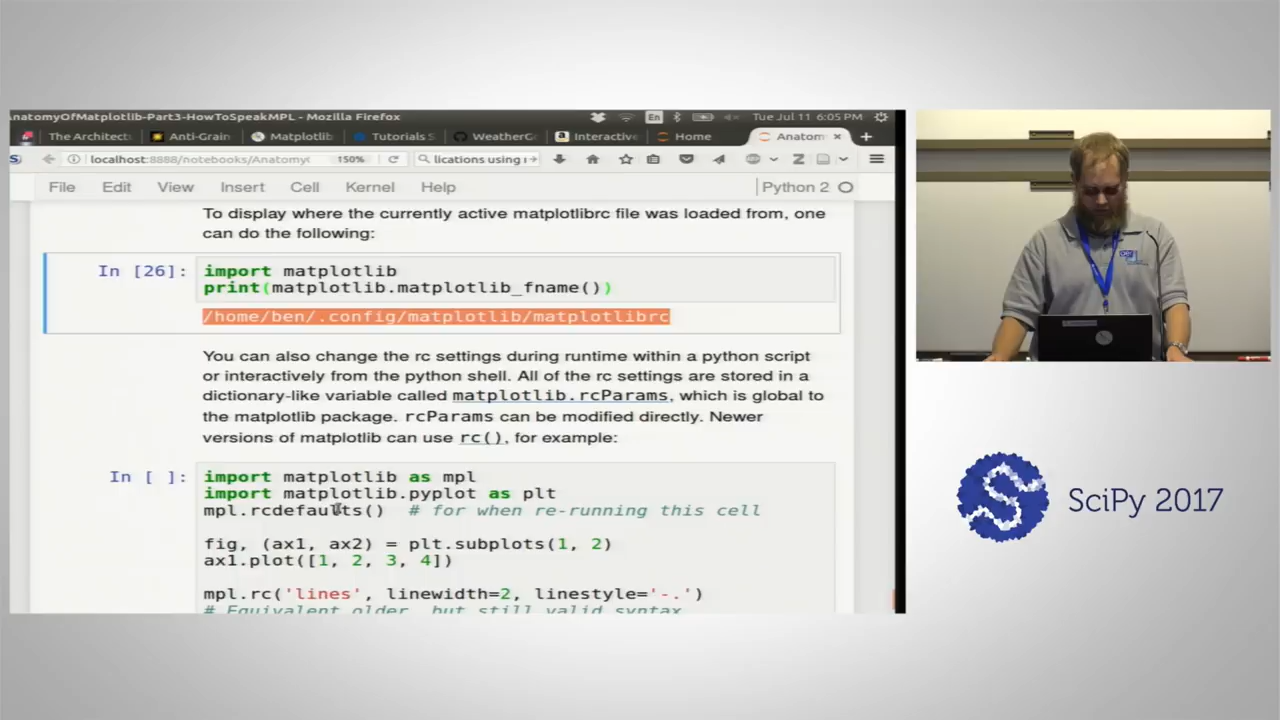 AnatomyOfMatplotlib-Part3-HowToSpeakMPL - Mozilla Firefox
En
Tue Jul 11 6:05 PM
The Architect
Anti-Grain
Matplotlib
Tutorials S
WeatherG
Interactive
Home
Anatom
localhost:8888/notebooks/Anatomy
150%
lications using
File Edit View Insert Cell Kernel Help
Python 2
To display where the currently active matplotlibrc file was loaded from, one
can do the following:
In [26]:
import matplotlib
print(matplotlib.matplotlib_fname())
/home/ben/.config/matplotlib/matplotlibrc
You can also change the rc settings during runtime within a python script
or interactively from the python shell. All of the rc settings are stored in a
dictionary-like variable called matplotlib.rcParams, which is global to
the matplotlib package. rcParams can be modified directly. Newer
versions of matplotlib can use rc(), for example:
In [ ]:
import matplotlib as mpl
import matplotlib.pyplot as plt
mpl.rcdefaults() # for when re-running this cell
fig, (ax1, ax2) = plt.subplots(1, 2)
ax1.plot([1, 2, 3, 4])
mpl.rc('lines', linewidth=2, linestyle='-.')
# Equivalent older, but still valid syntax
SciPy 2017